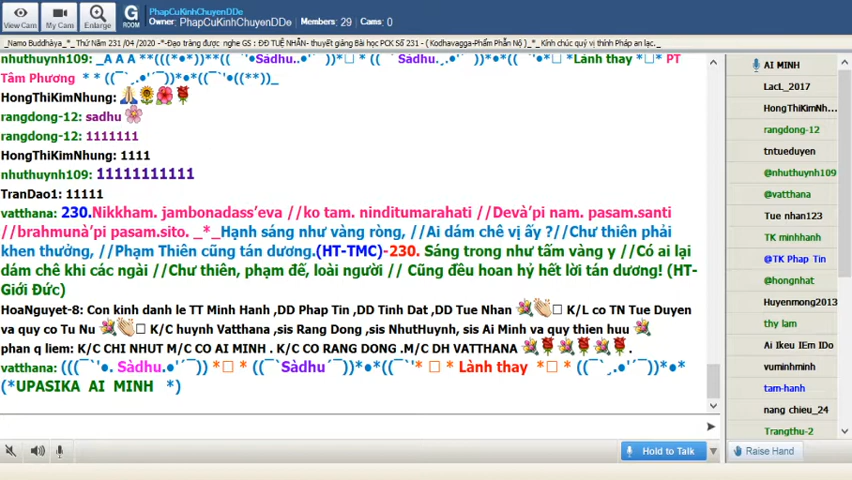 View Cam
My Cam
Enlarge
G
ROOM
PhapCuKinhChuyenDDe
Owner: PhapCuKinhChuyenDDe Members: 29 Cams: 0
_Namo Buddhàya_*_ Thứ Năm 231/04 /2020 -*-Đạo tràng được nghe GS : ĐĐ TUỆ NHẪN- thuyết giảng Bài học PCK Số 231 - ( Kodhavagga-Phẩm Phẫn Nộ )_*_ Kính chúc quý vị thính Pháp an lạc._
nhuthuynh109: _A A A **(((•*(•))**•((`'•Sàdhu..•'´))*□ * ((¯`'• Sàdhu.´¸.•'´))*•*((`'•□ *Lành thay *□* PT
Tâm Phương * * ((¯`´¸.•'´))*•*((¯`'•((**))_
HongThiKimNhung:
rangdong-12: sadhu
rangdong-12: 1111111
HongThiKimNhung: 1111
nhuthuynh109: 11111111111
TranDao1: 11111
vatthana: 230.Nikkham. jambonadass’eva //ko tam. ninditumarahati //Devà’pi nam. pasam.santi
//brahmunà’pi pasam.sito. _*_Hạnh sáng như vàng ròng, //Ai dám chê vị ấy ?//Chư thiên phải
khen thưởng, //Phạm Thiên cũng tán dương.(HT-TMC)-230. Sáng trong như tấm vàng y //Có ai lại
dám chê khi các ngài //Chư thiên, phạm đế, loài người // Cũng đều hoan hỷ hết lời tán dương! (HT-
Giới Đức)
HoaNguyet-8: Con kinh danh le TT Minh Hanh ,DD Phap Tin ,DD Tinh Dat ,DD Tue Nhan □ K/L co TN Tue Duyen
va quy co Tu Nu □ K/C huynh Vatthana ,sis Rang Dong ,sis NhutHuynh, sis Ai Minh va quy thien huu
phan q liem: K/C CHI NHUT M/C CO AI MINH . K/C CO RANG DONG .M/C DH VATTHANA .
vatthana: (((¯`'•. Sàdhu.•'´¯)) *□ * ((¯`Sàdhu´¯))*•*((¯`'* □ * Lành thay *□ * ((¯`´¸.•'´¯))*•*
(*UPASIKA AI MINH *)
AI MINH
LacL_2017
HongThiKimNh...
rangdong-12
tntueduyen
@nhuthuynh109
@vatthana
Tue nhan123
TK minhhanh
@TK Phap Tin
@hongnhat
Huyenmong2013
thy lam
Ai Ikeu IEm IDo
vuminhminh
tam-hanh
nang chieu_24
Trangthu-2
Hold to Talk
Raise Hand